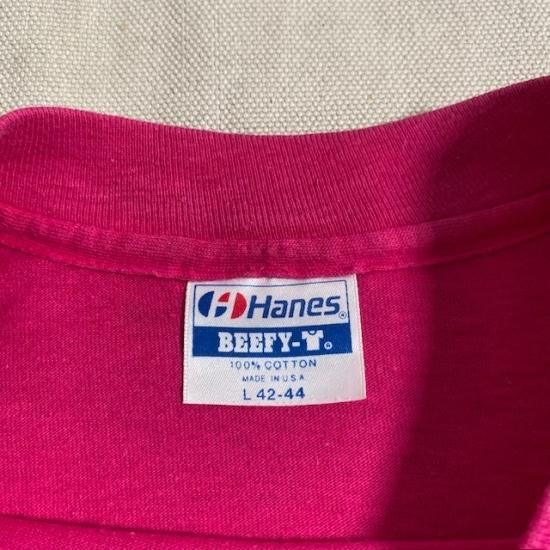 Hanes®
BEEFY-T®
100% COTTON
MADE IN U.S.A.
L 42-44